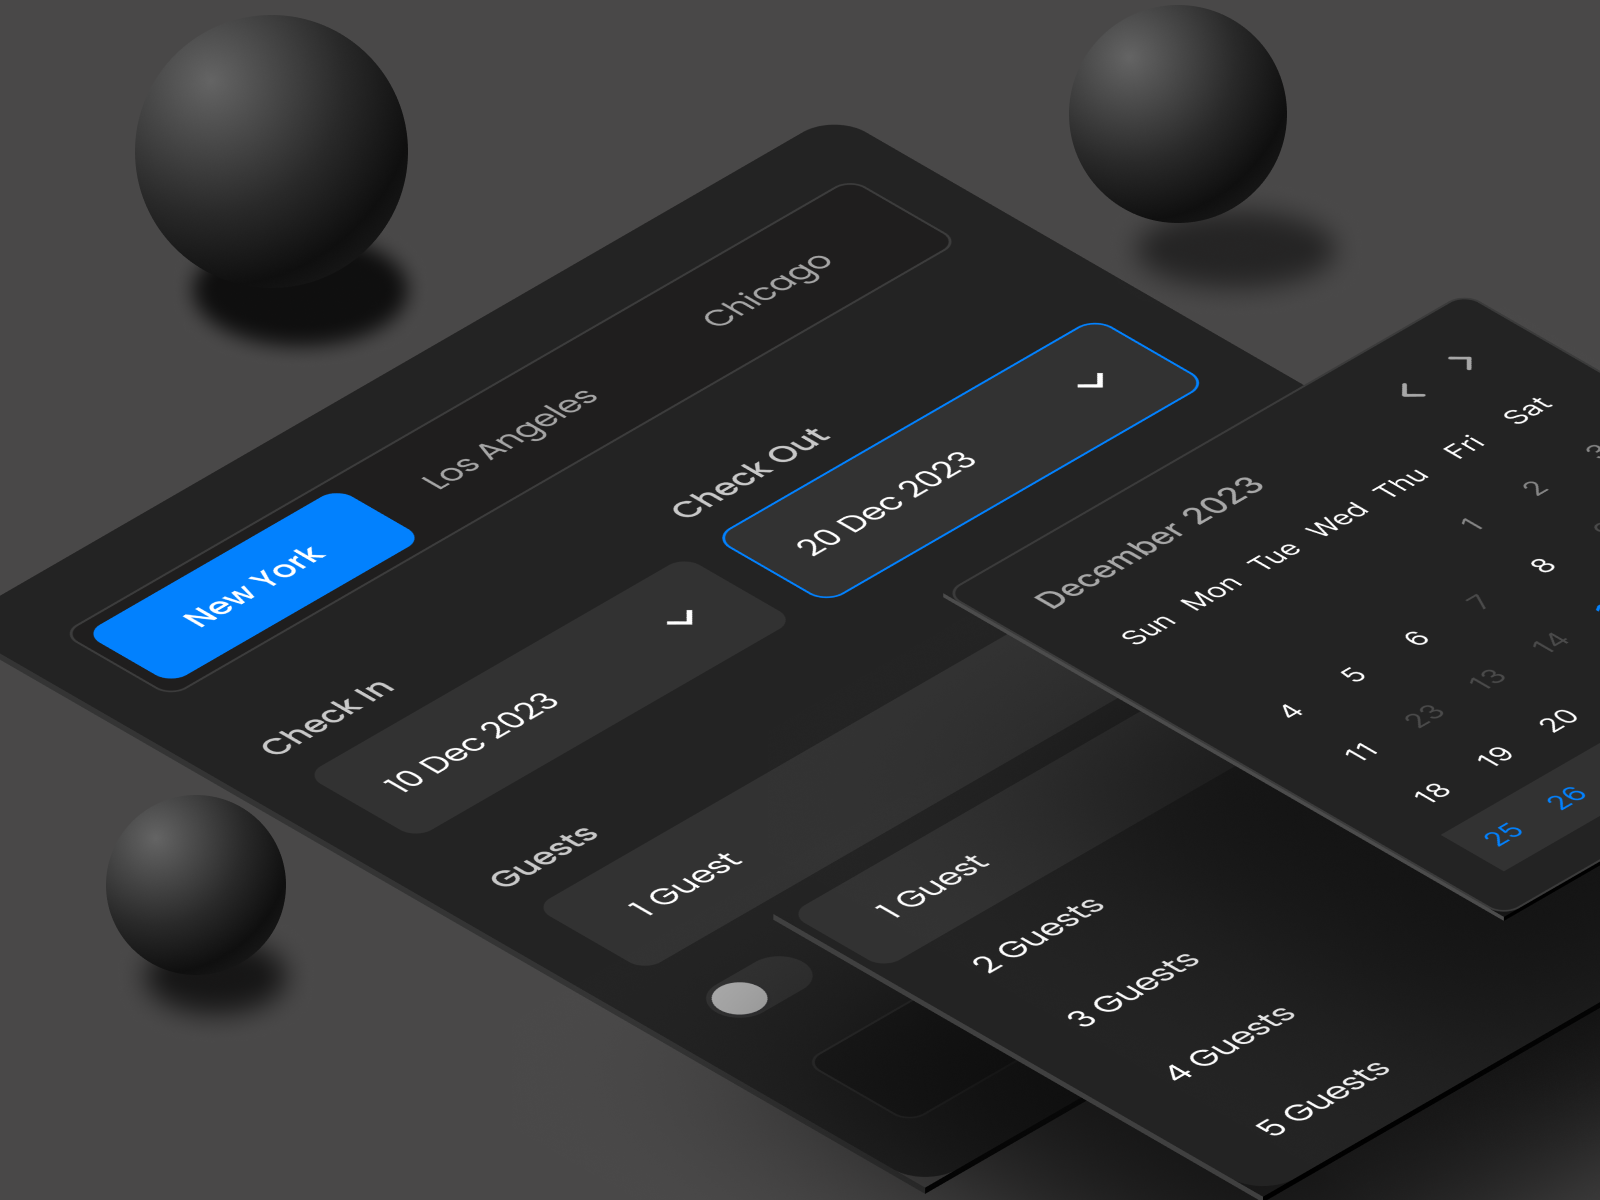 New York
Los Angeles
Chicago
Check In
10 Dec 2023
Check Out
20 Dec 2023
Guests
1 Guest
1 Guest
2 Guests
3 Guests
4 Guests
5 Guests
December 2023
Sun Mon Tue Wed Thu Fri Sat
1 2
4 5 6 7 8
11 23 13 14
18 19 20
25 26